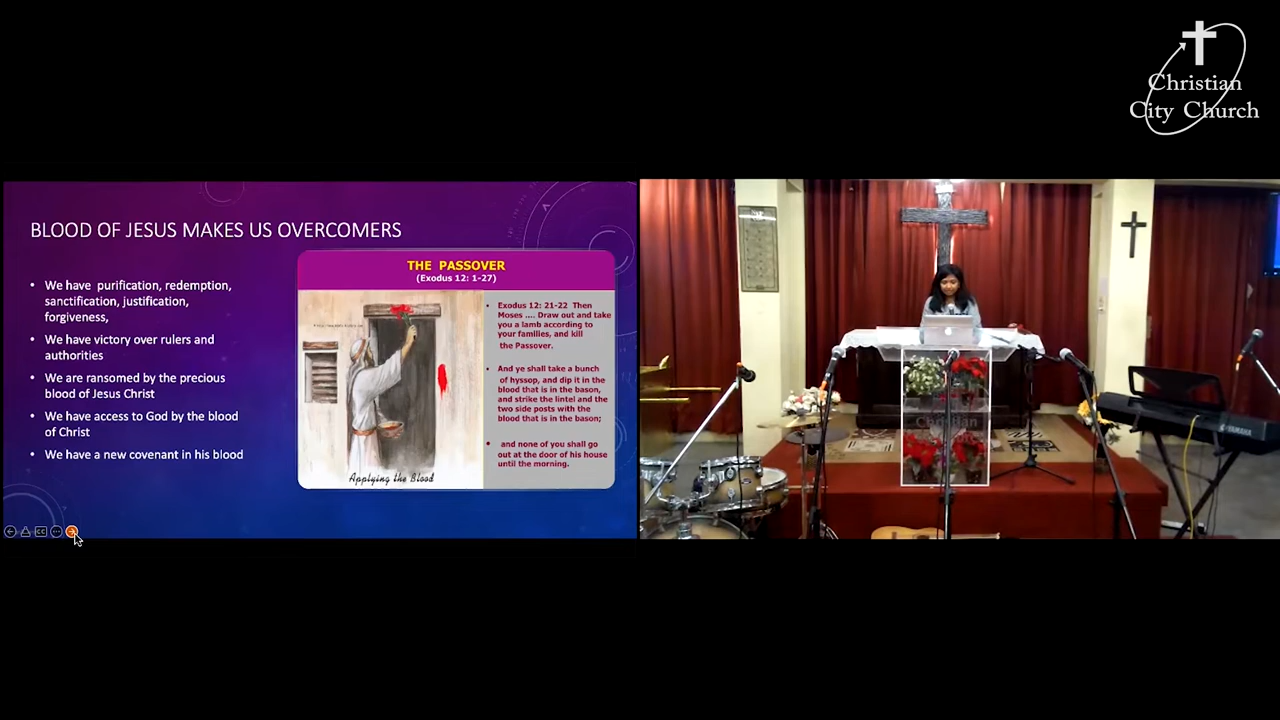 Christian
City Church
BLOOD OF JESUS MAKES US OVERCOMERS
• We have purification, redemption,
sanctification, justification,
forgiveness,
• We have victory over rulers and
authorities
• We are ransomed by the precious
blood of Jesus Christ
• We have access to God by the blood
of Christ
• We have a new covenant in his blood
THE PASSOVER
(Exodus 12: 1-27)
• Exodus 12: 21-22 Then
Moses .... Draw out and take
you a lamb according to
your families, and kill
the Passover.
• And ye shall take a bunch
of hyssop, and dip it in the
blood that is in the bason,
and strike the lintel and the
two side posts with the
blood that is in the bason;
• and none of you shall go
out at the door of his house
until the morning.
Applying the Blood
CC
Christian
YAMAHA